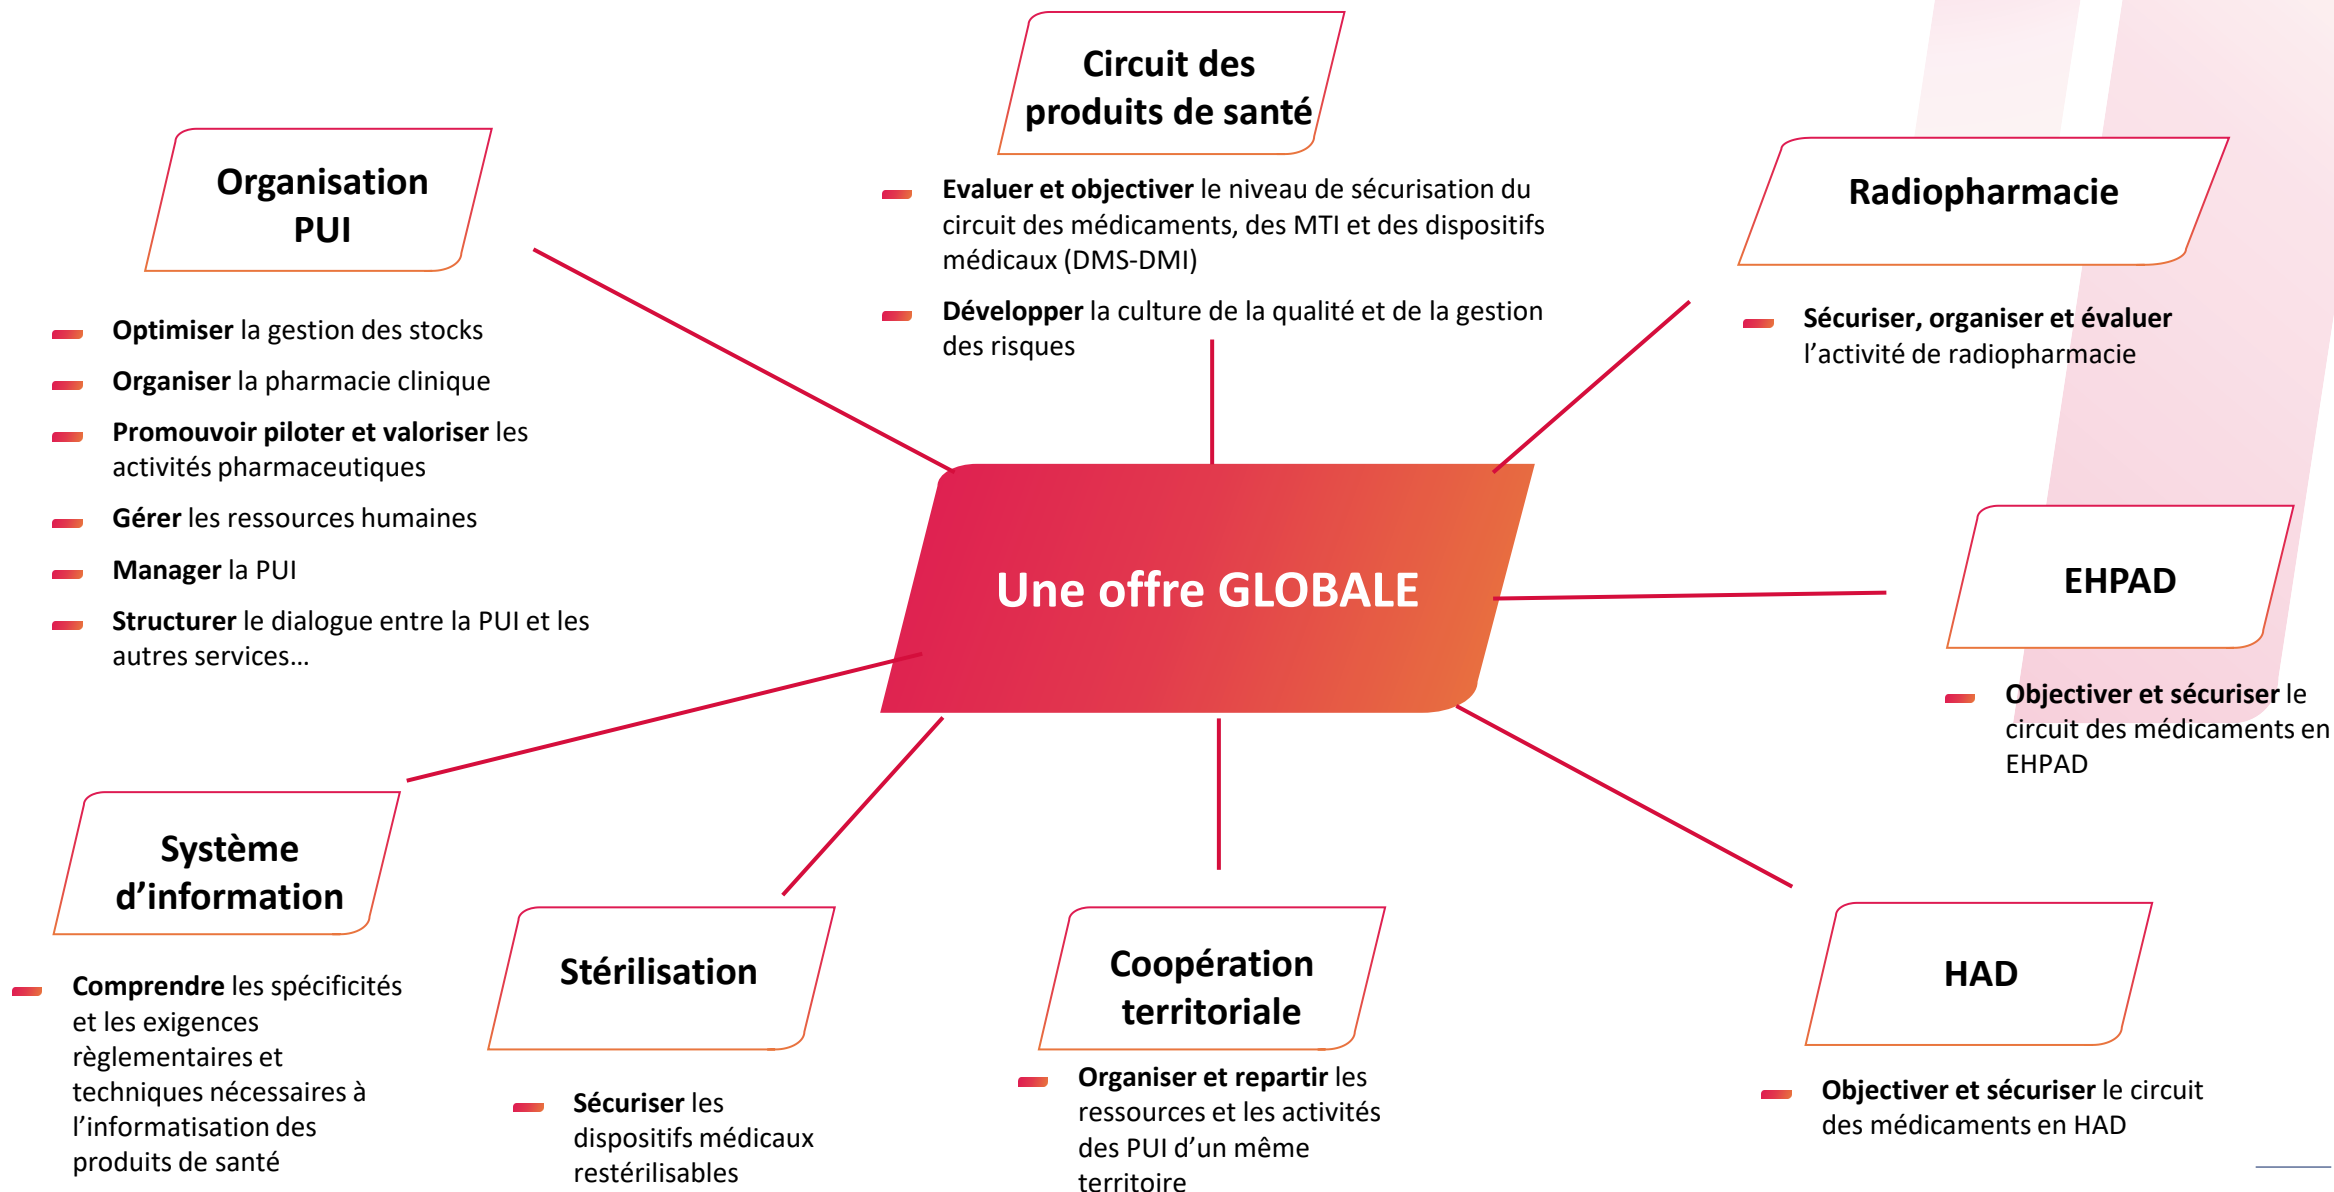 Circuit des
produits de santé
Evaluer et objectiver le niveau de sécurisation du
circuit des médicaments, des MTI et des dispositifs
médicaux (DMS-DMI)
Développer la culture de la qualité et de la gestion
des risques
Organisation
PUI
Optimiser la gestion des stocks
Organiser la pharmacie clinique
Promouvoir piloter et valoriser les
activités pharmaceutiques
Gérer les ressources humaines
Manager la PUI
Structurer le dialogue entre la PUI et les
autres services…
Radiopharmacie
Sécuriser, organiser et évaluer
l’activité de radiopharmacie
Une offre GLOBALE
EHPAD
Objectiver et sécuriser le
circuit des médicaments en
EHPAD
Système
d’information
Comprendre les spécificités
et les exigences
règlementaires et
techniques nécessaires à
l’informatisation des
produits de santé
Stérilisation
Sécuriser les
dispositifs médicaux
restérilisables
Coopération
territoriale
Organiser et repartir les
ressources et les activités
des PUI d’un même
territoire
HAD
Objectiver et sécuriser le circuit
des médicaments en HAD